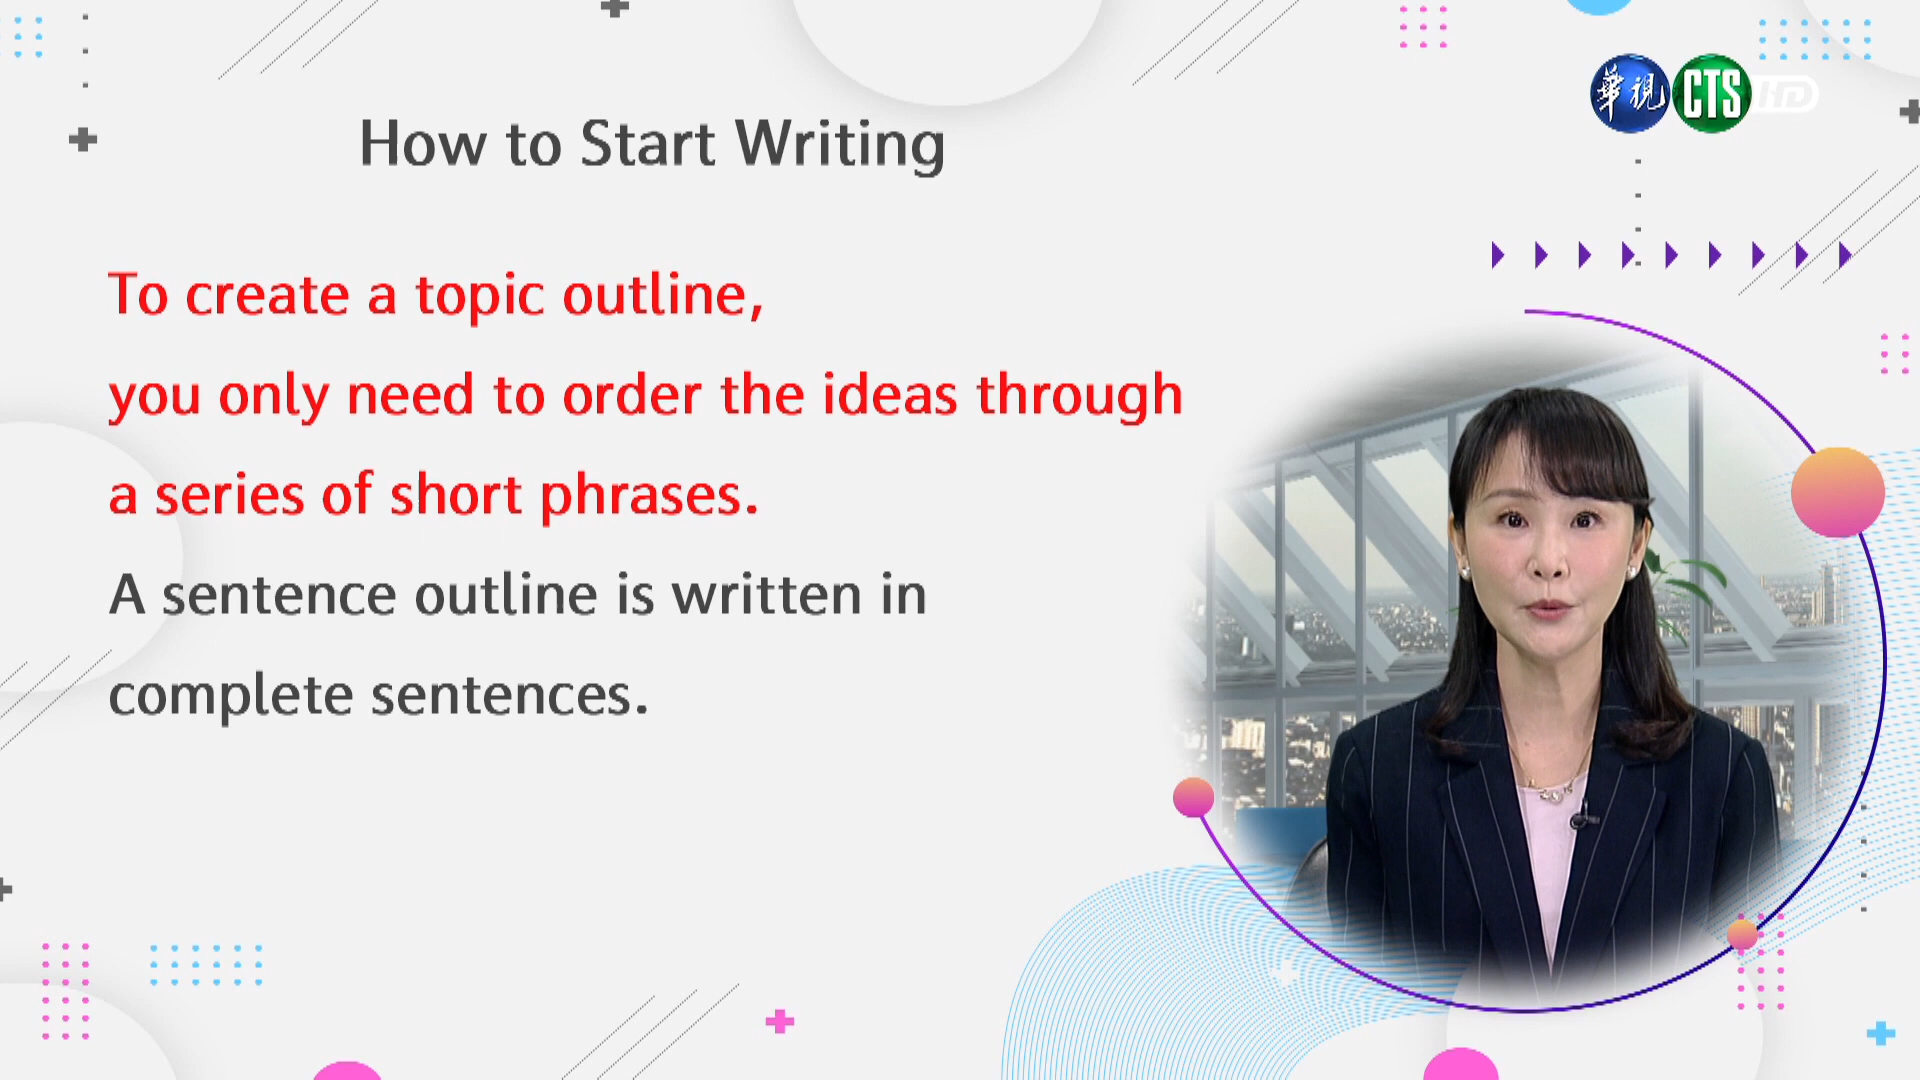 華視 CTS HD
How to Start Writing
To create a topic outline,
you only need to order the ideas through
a series of short phrases.
A sentence outline is written in
complete sentences.